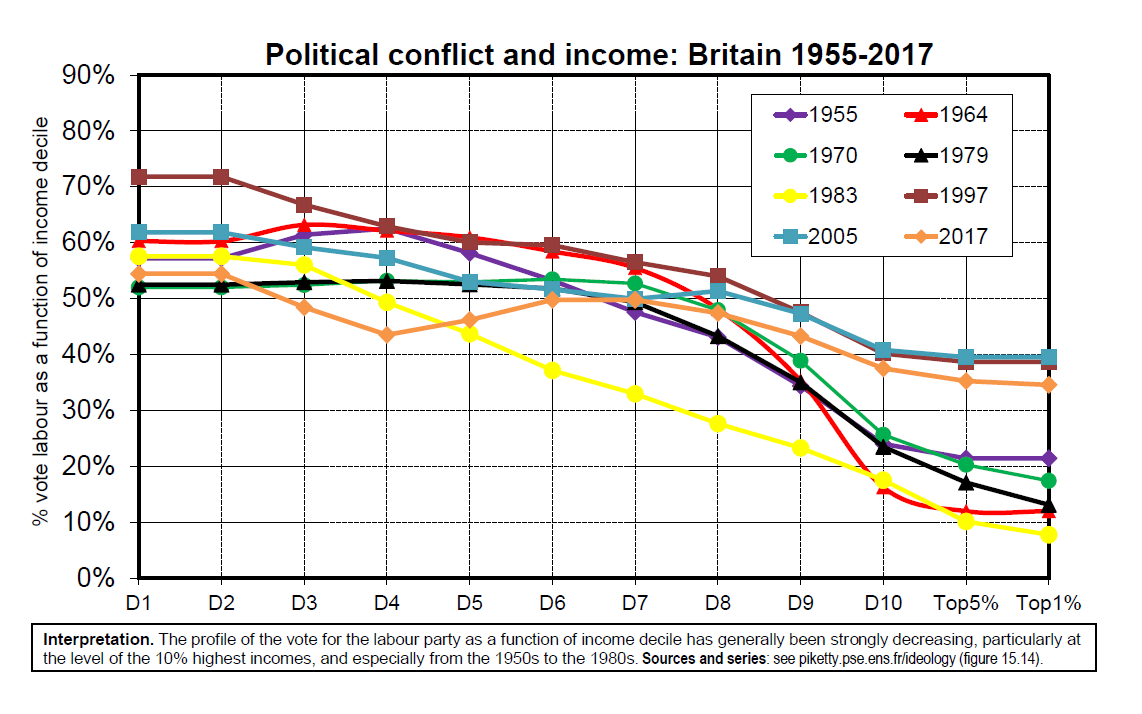 Political conflict and income: Britain 1955-2017
% vote labour as a function of income decile
90%
80%
70%
60%
50%
40%
30%
20%
10%
0%
1955 1964
1970 1979
1983 1997
2005 2017
D1 D2 D3 D4 D5 D6 D7 D8 D9 D10 Top5% Top1%
Interpretation. The profile of the vote for the labour party as a function of income decile has generally been strongly decreasing, particularly at
the level of the 10% highest incomes, and especially from the 1950s to the 1980s. Sources and series: see piketty.pse.ens.fr/ideology (figure 15.14).